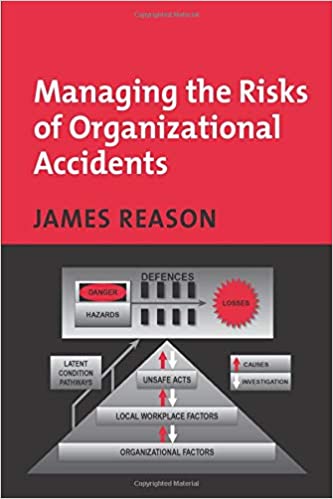 Managing the Risks
of Organizational
Accidents
JAMES REASON
DEFENCES
DANGER
HAZARDS
LOSSES
LATENT
CONDITION
PATHWAYS
UNSAFE ACTS
CAUSES
INVESTIGATION
LOCAL WORKPLACE FACTORS
ORGANIZATIONAL FACTORS